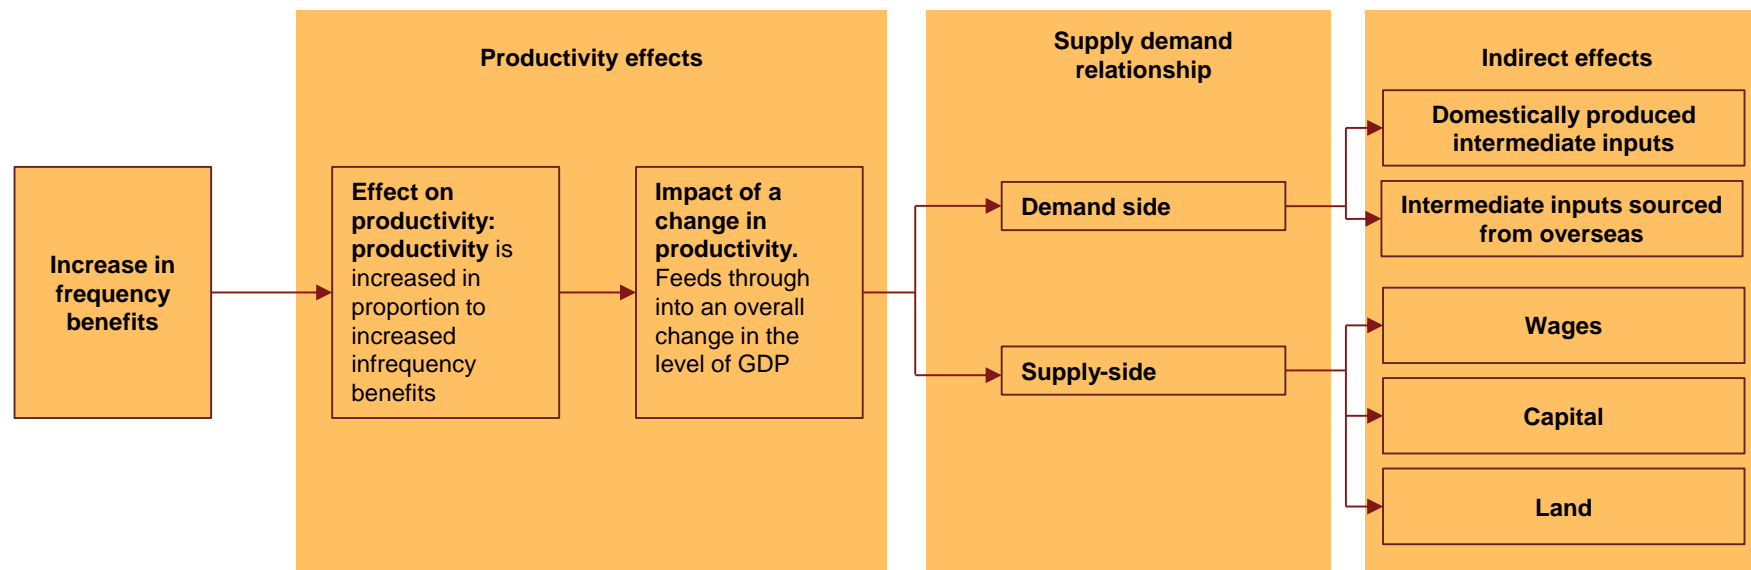 Productivity effects
Supply demand
relationship
Indirect effects
Increase in
frequency
benefits
Effect on
productivity:
productivity is
increased in
proportion to
increased
infrequency
benefits
Impact of a
change in
productivity.
Feeds through
into an overall
change in the
level of GDP
Demand side
Supply-side
Domestically produced
intermediate inputs
Intermediate inputs sourced
from overseas
Wages
Capital
Land